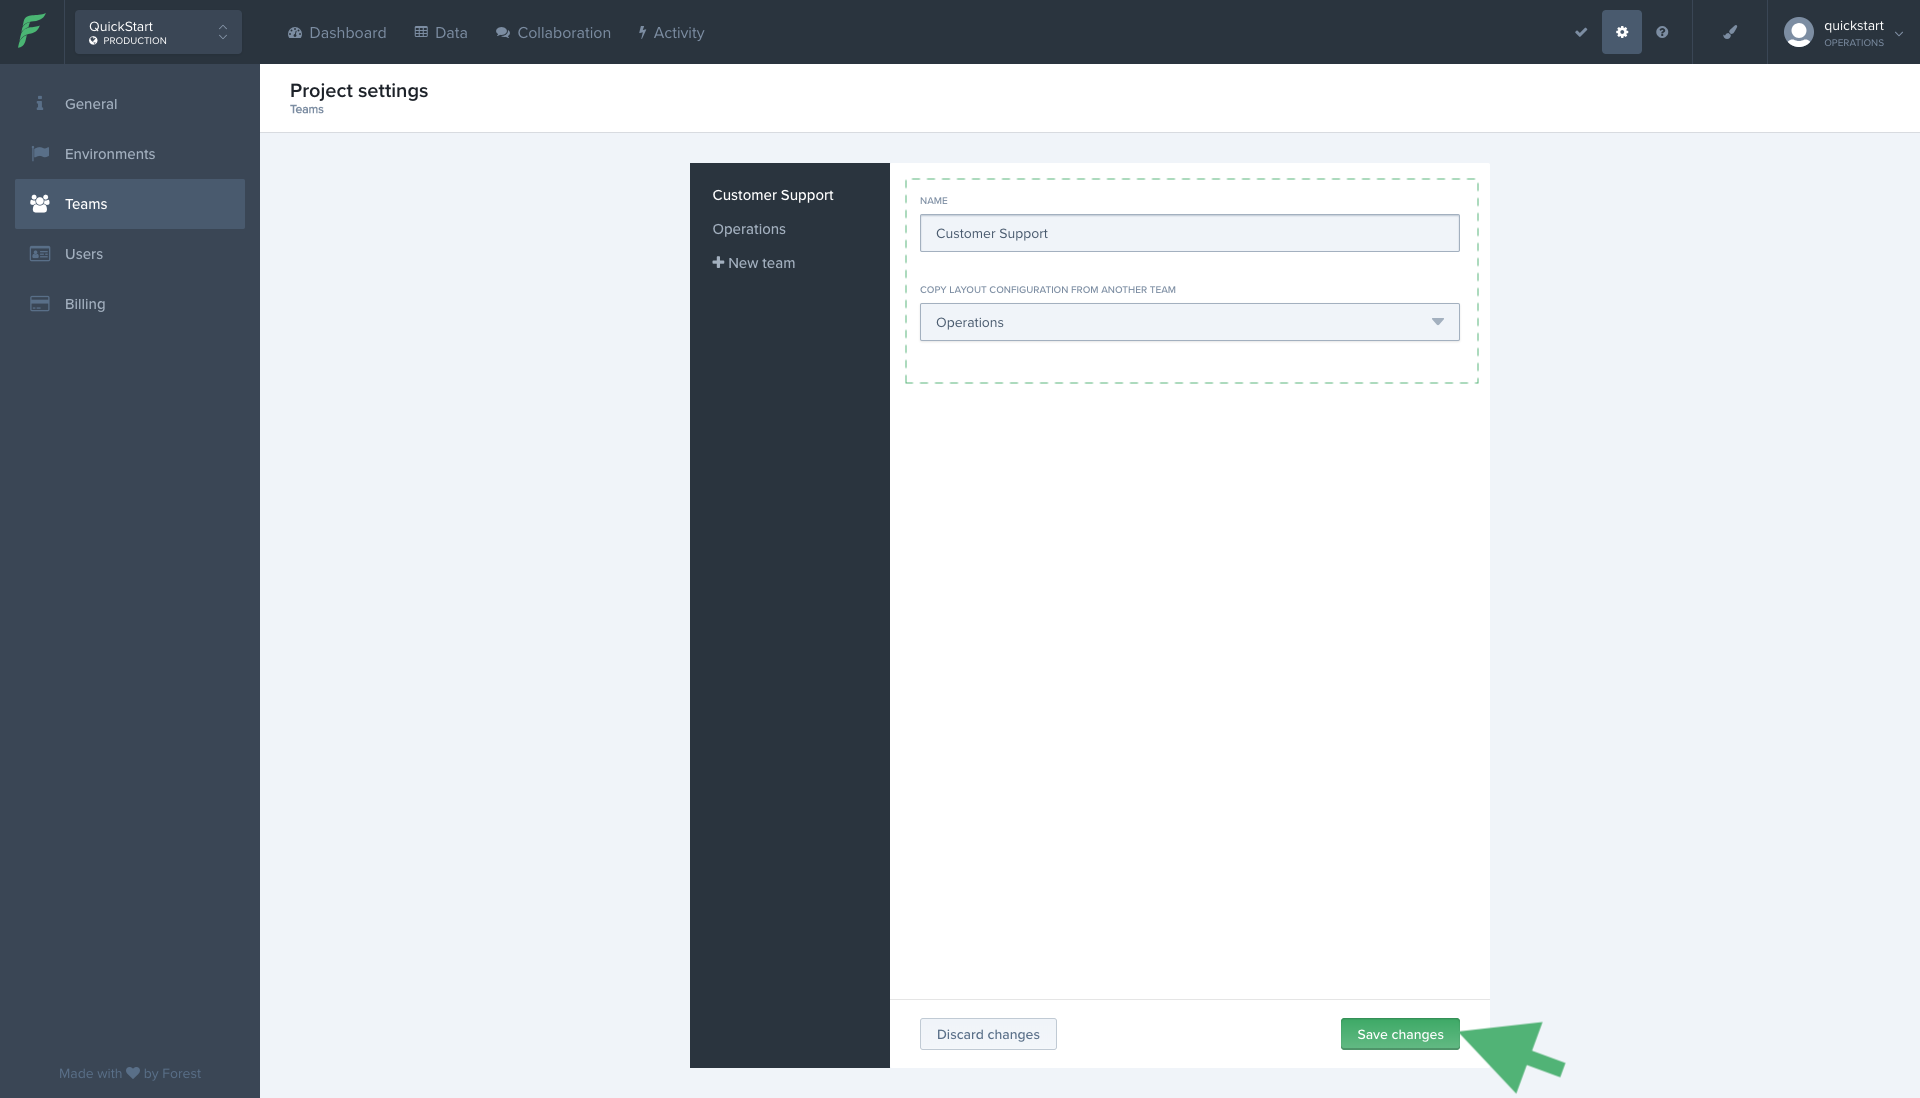 QuickStart
PRODUCTION
Dashboard
Data
Collaboration
Activity
quickstart
OPERATIONS
General
Environments
Teams
Users
Billing
Made with by Forest
Project settings
Teams
Customer Support
Operations
New team
NAME
Customer Support
COPY LAYOUT CONFIGURATION FROM ANOTHER TEAM
Operations
Discard changes
Save changes